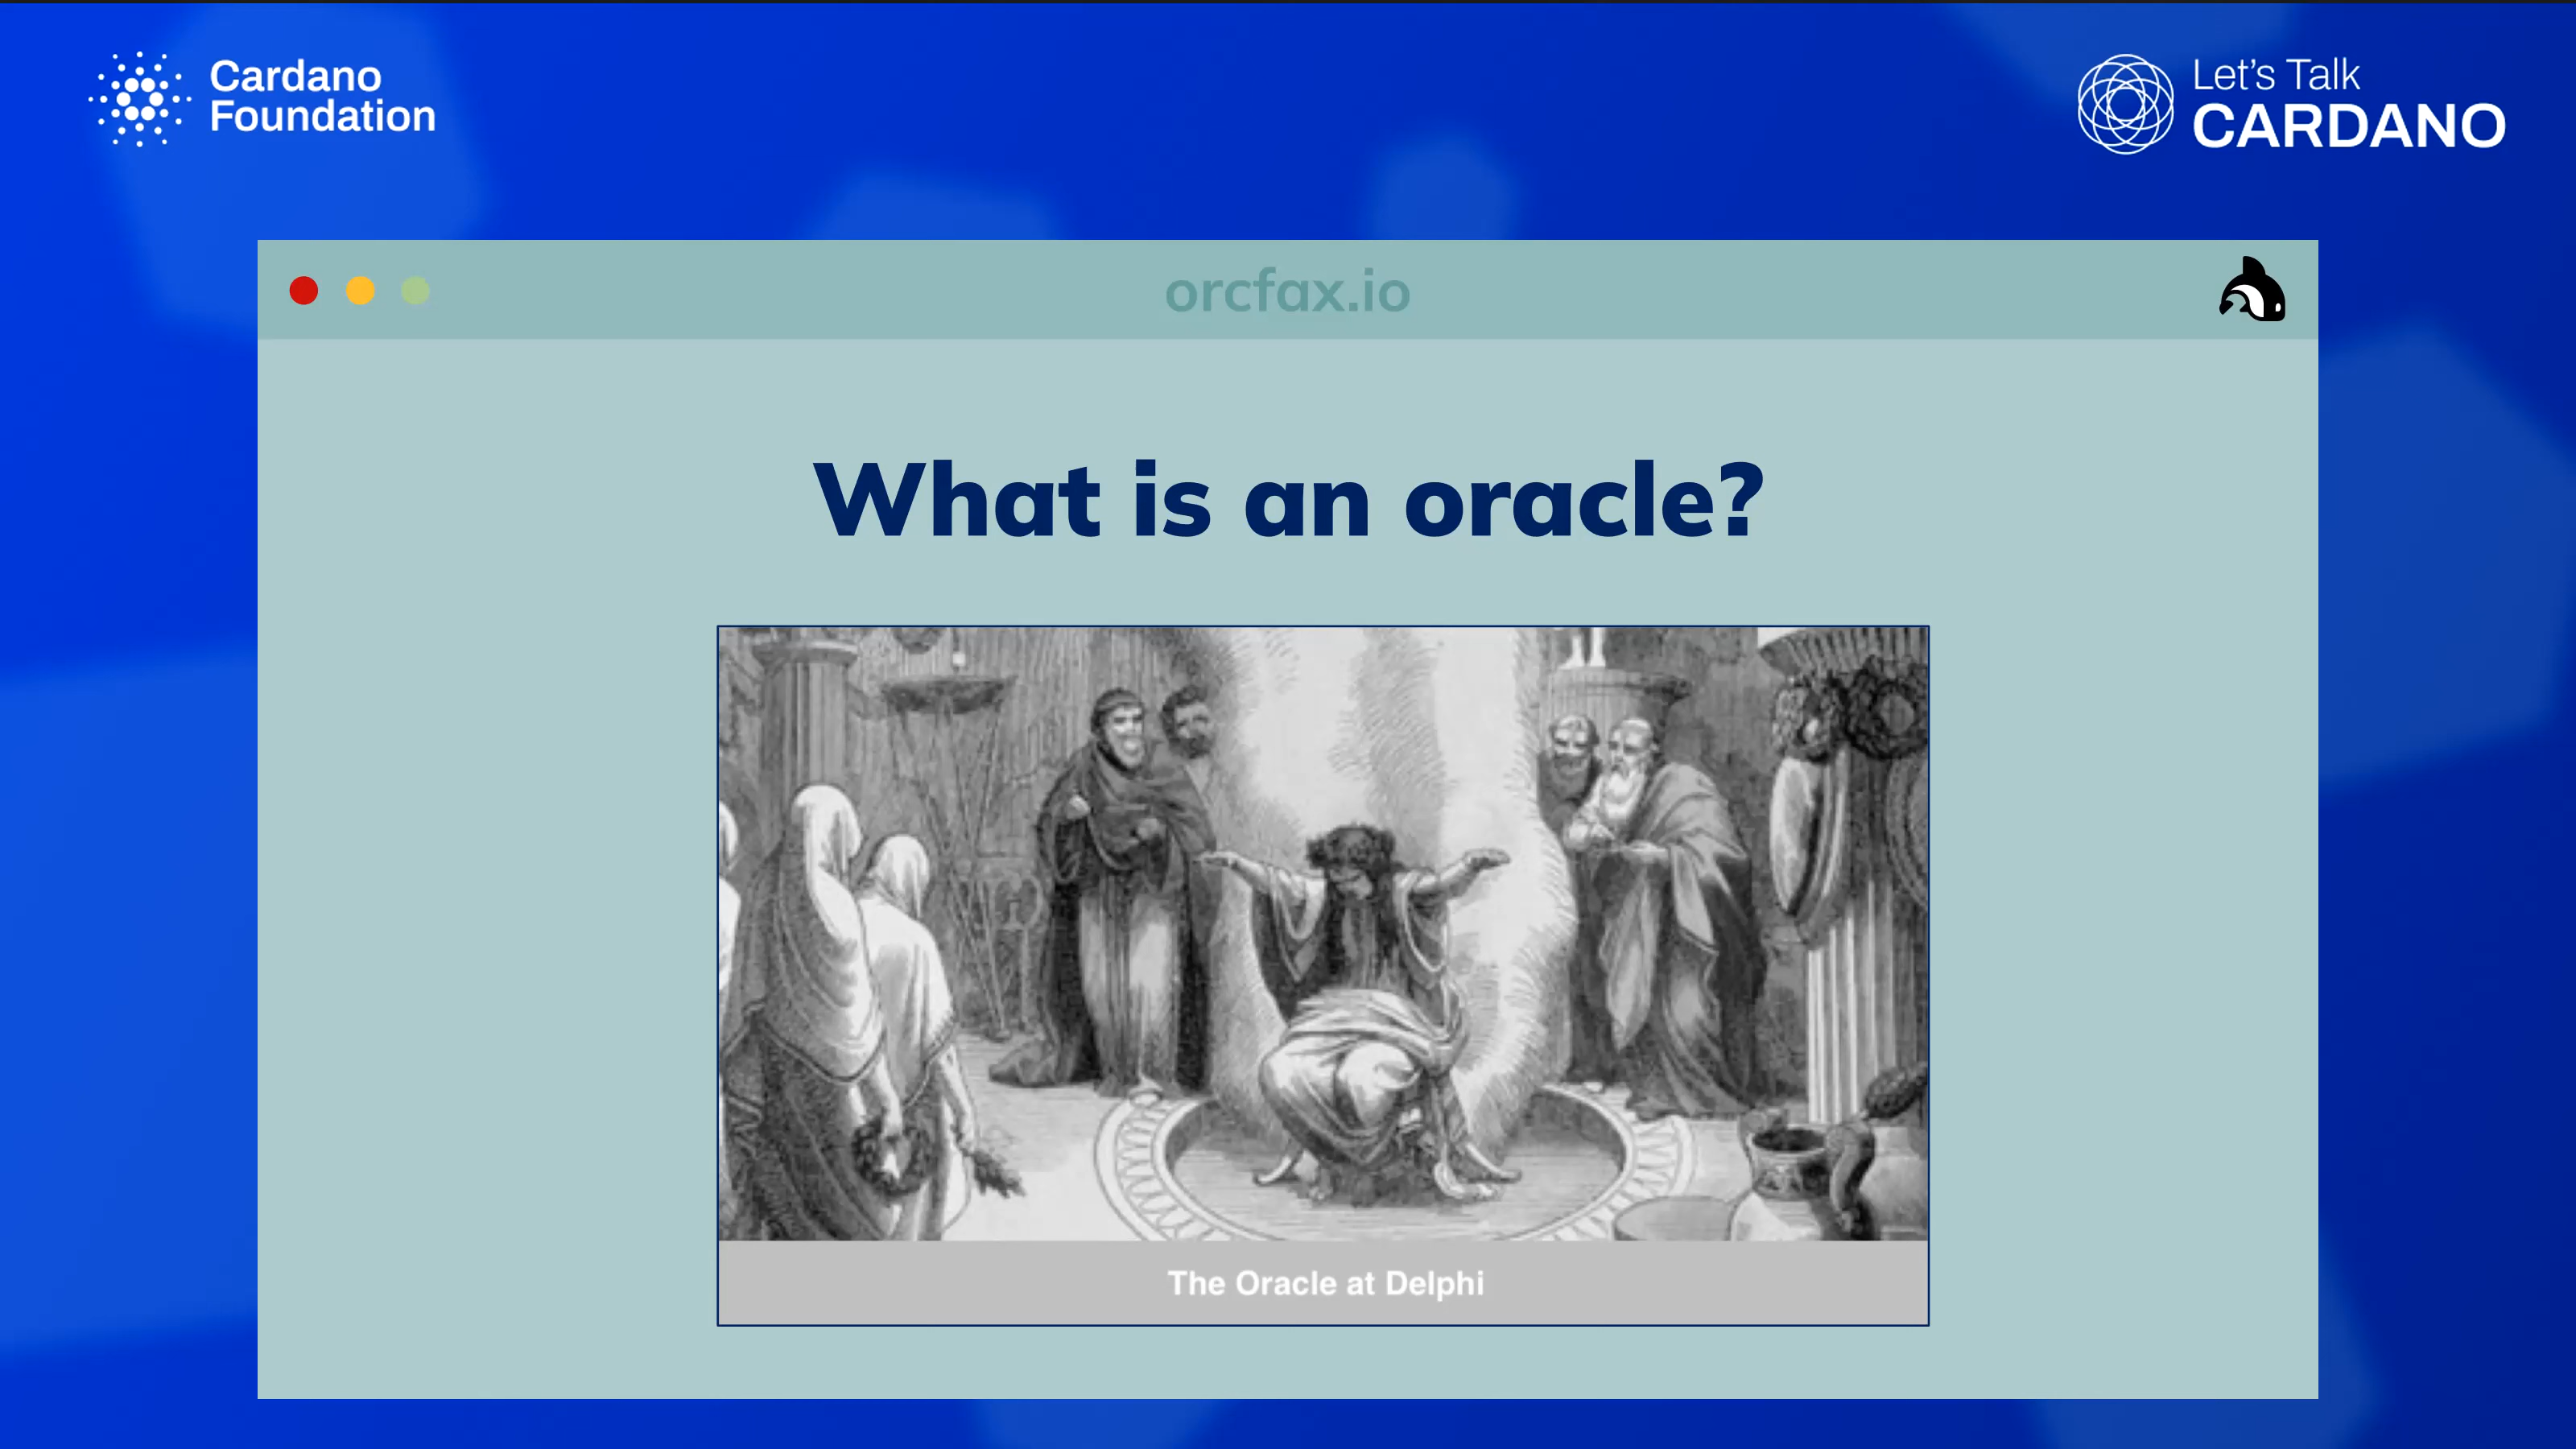 Cardano
Foundation
Let's Talk
CARDANO
orcfax.io
What is an oracle?
The Oracle at Delphi